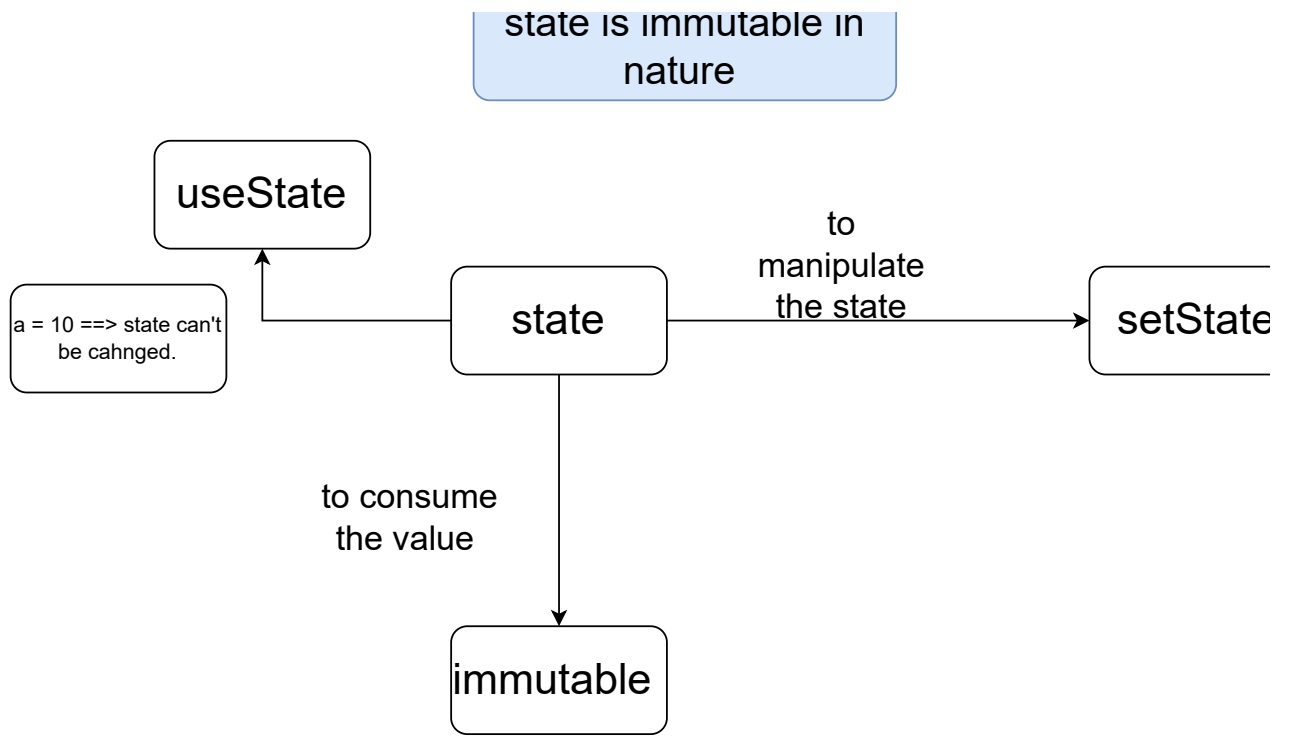 state is immutable in
nature
useState
to
manipulate
the state
a = 10 ==> state can't
be cahnged.
state
setState
to consume
the value
immutable